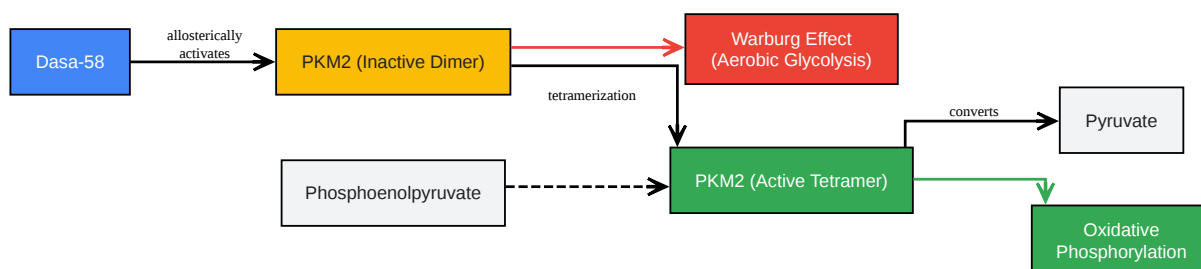 allosterically
activates
Dasa-58
PKM2 (Inactive Dimer)
Warburg Effect
(Aerobic Glycolysis)
tetramerization
converts
Pyruvate
Phosphoenolpyruvate
PKM2 (Active Tetramer)
Oxidative
Phosphorylation